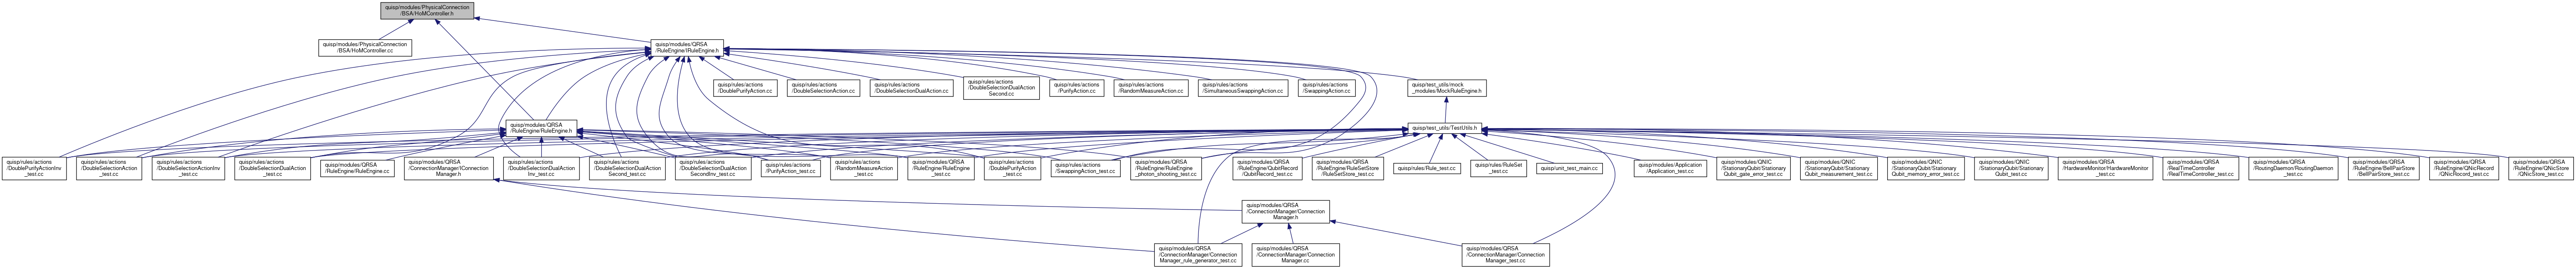 quisp/modules/PhysicalConnection
/BSA/HoMController.h
quisp/modules/PhysicalConnection
/BSA/HoMController.cc
quisp/modules/QRSA
/RuleEngine/IRuleEngine.h
quisp/rules/actions
/DoublePurifyAction.cc
quisp/rules/actions
/DoubleSelectionAction.cc
quisp/rules/actions
/DoubleSelectionDualAction.cc
quisp/rules/actions
/DoubleSelectionDualAction
Second.cc
quisp/rules/actions
/PurifyAction.cc
quisp/rules/actions
/RandomMeasureAction.cc
quisp/rules/actions
/SimultaneousSwappingAction.cc
quisp/rules/actions
/SwappingAction.cc
quisp/test_utils/mock
_modules/MockRuleEngine.h
quisp/modules/QRSA
/RuleEngine/RuleEngine.h
quisp/test_utils/TestUtils.h
quisp/rules/actions
/DoublePurifyActionInv
_test.cc
quisp/rules/actions
/DoubleSelectionAction
_test.cc
quisp/rules/actions
/DoubleSelectionActionInv
_test.cc
quisp/rules/actions
/DoubleSelectionDualAction
_test.cc
quisp/modules/QRSA
/RuleEngine/RuleEngine.cc
quisp/modules/QRSA
/ConnectionManager/Connection
Manager.h
quisp/rules/actions
/DoubleSelectionDualAction
Inv_test.cc
quisp/rules/actions
/DoubleSelectionDualAction
Second_test.cc
quisp/rules/actions
/DoubleSelectionDualAction
SecondInv_test.cc
quisp/rules/actions
/PurifyAction_test.cc
quisp/rules/actions
/RandomMeasureAction
_test.cc
quisp/modules/QRSA
/RuleEngine/RuleEngine
_test.cc
quisp/rules/actions
/DoublePurifyAction
_test.cc
quisp/rules/actions
/SwappingAction_test.cc
quisp/modules/QRSA
/RuleEngine/RuleEngine
_photon_shooting_test.cc
quisp/modules/QRSA
/RuleEngine/QubitRecord
/QubitRecord_test.cc
quisp/modules/QRSA
/RuleEngine/RuleSetStore
/RuleSetStore_test.cc
quisp/rules/Rule_test.cc
quisp/rules/RuleSet
_test.cc
quisp/unit_test_main.cc
quisp/modules/Application
/Application_test.cc
quisp/modules/QNIC
/StationaryQubit/Stationary
Qubit_gate_error_test.cc
quisp/modules/QNIC
/StationaryQubit/Stationary
Qubit_measurement_test.cc
quisp/modules/QNIC
/StationaryQubit/Stationary
Qubit_memory_error_test.cc
quisp/modules/QNIC
/StationaryQubit/Stationary
Qubit_test.cc
quisp/modules/QRSA
/HardwareMonitor/HardwareMonitor
_test.cc
quisp/modules/QRSA
/RealTimeController
/RealTimeController_test.cc
quisp/modules/QRSA
/RoutingDaemon/RoutingDaemon
_test.cc
quisp/modules/QRSA
/RuleEngine/BellPairStore
/BellPairStore_test.cc
quisp/modules/QRSA
/RuleEngine/QNicRecord
/QNicRocord_test.cc
quisp/modules/QRSA
/RuleEngine/QNicStore
/QNicStore_test.cc
quisp/modules/QRSA
/ConnectionManager/Connection
Manager.h
quisp/modules/QRSA
/ConnectionManager/Connection
Manager_rule_generator_test.cc
quisp/modules/QRSA
/ConnectionManager/Connection
Manager.cc
quisp/modules/QRSA
/ConnectionManager/Connection
Manager_test.cc